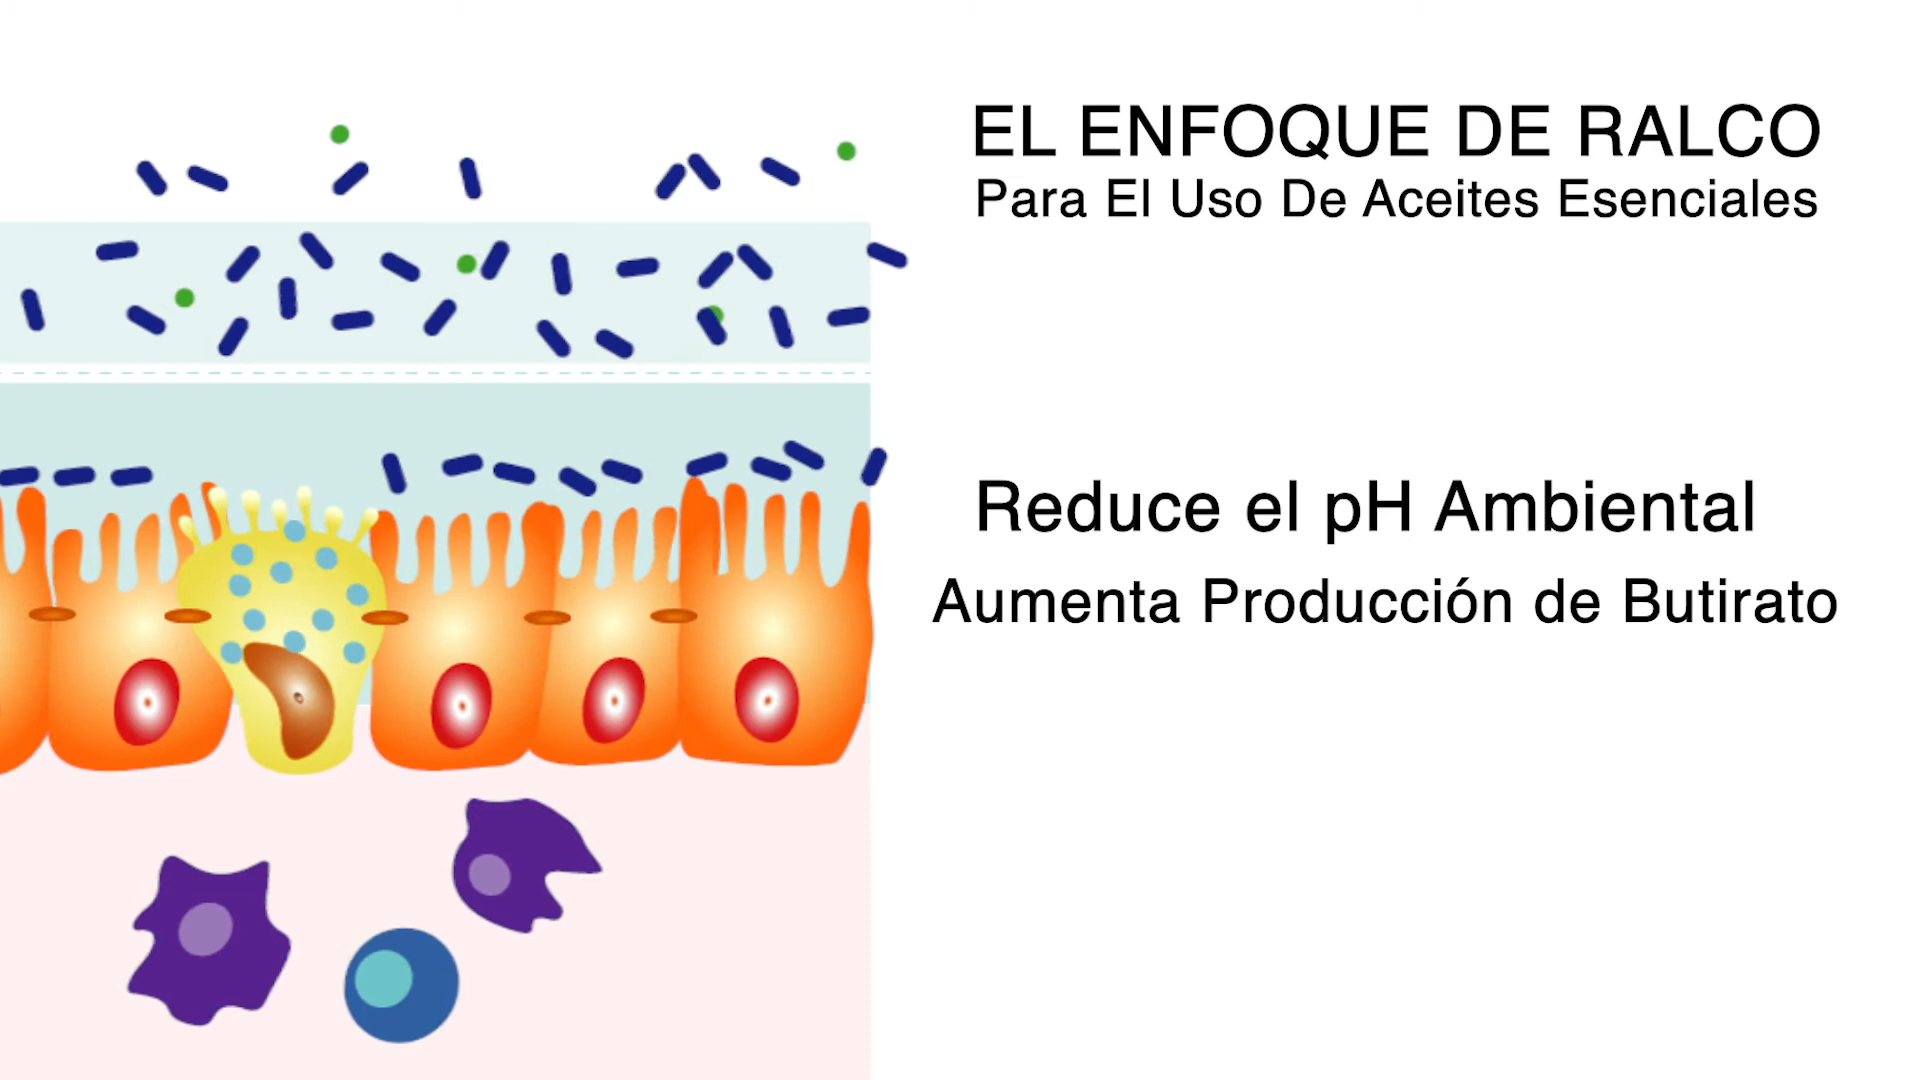 EL ENFOQUE DE RALCO
Para El Uso De Aceites Esenciales
Reduce el pH Ambiental
Aumenta Producción de Butirato